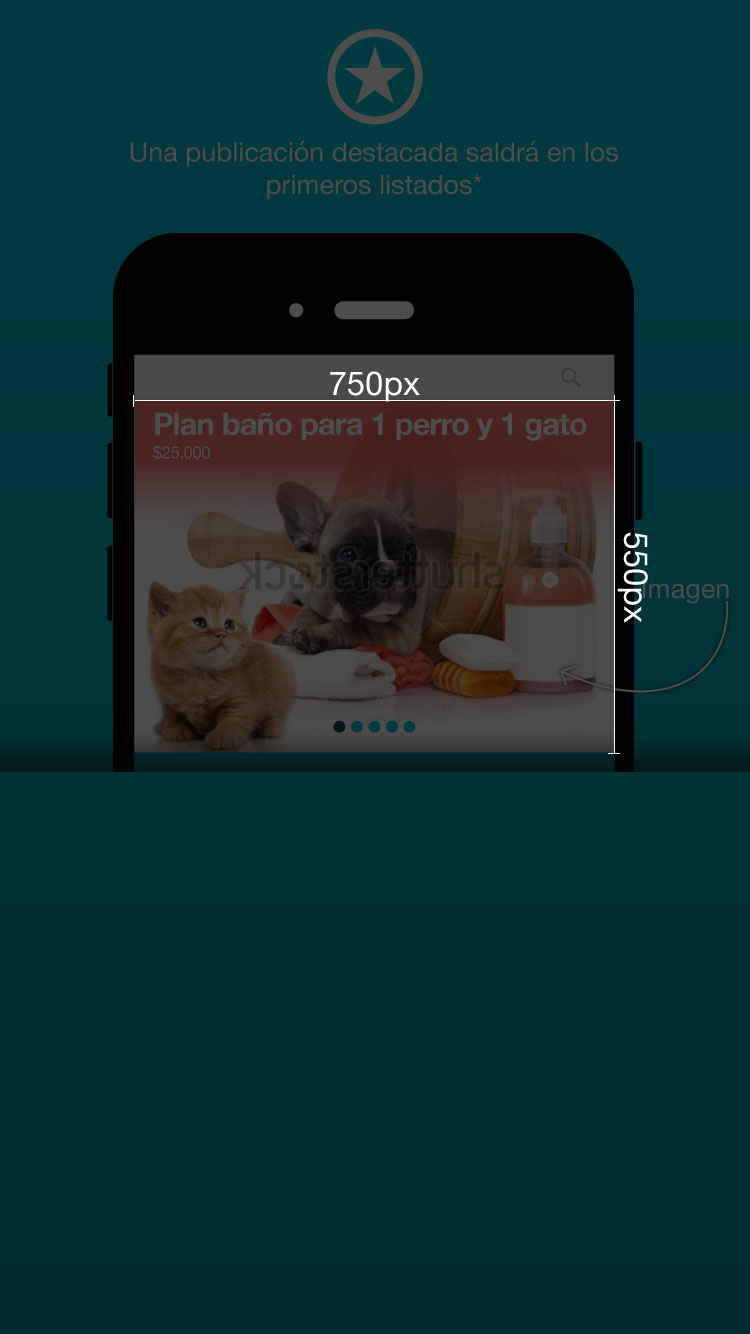 Una publicación destacada saldrá en los
primeros listados*
750px
Plan baño para 1 perro y 1 gato
$25.000
shutterstock
550px
Imagen